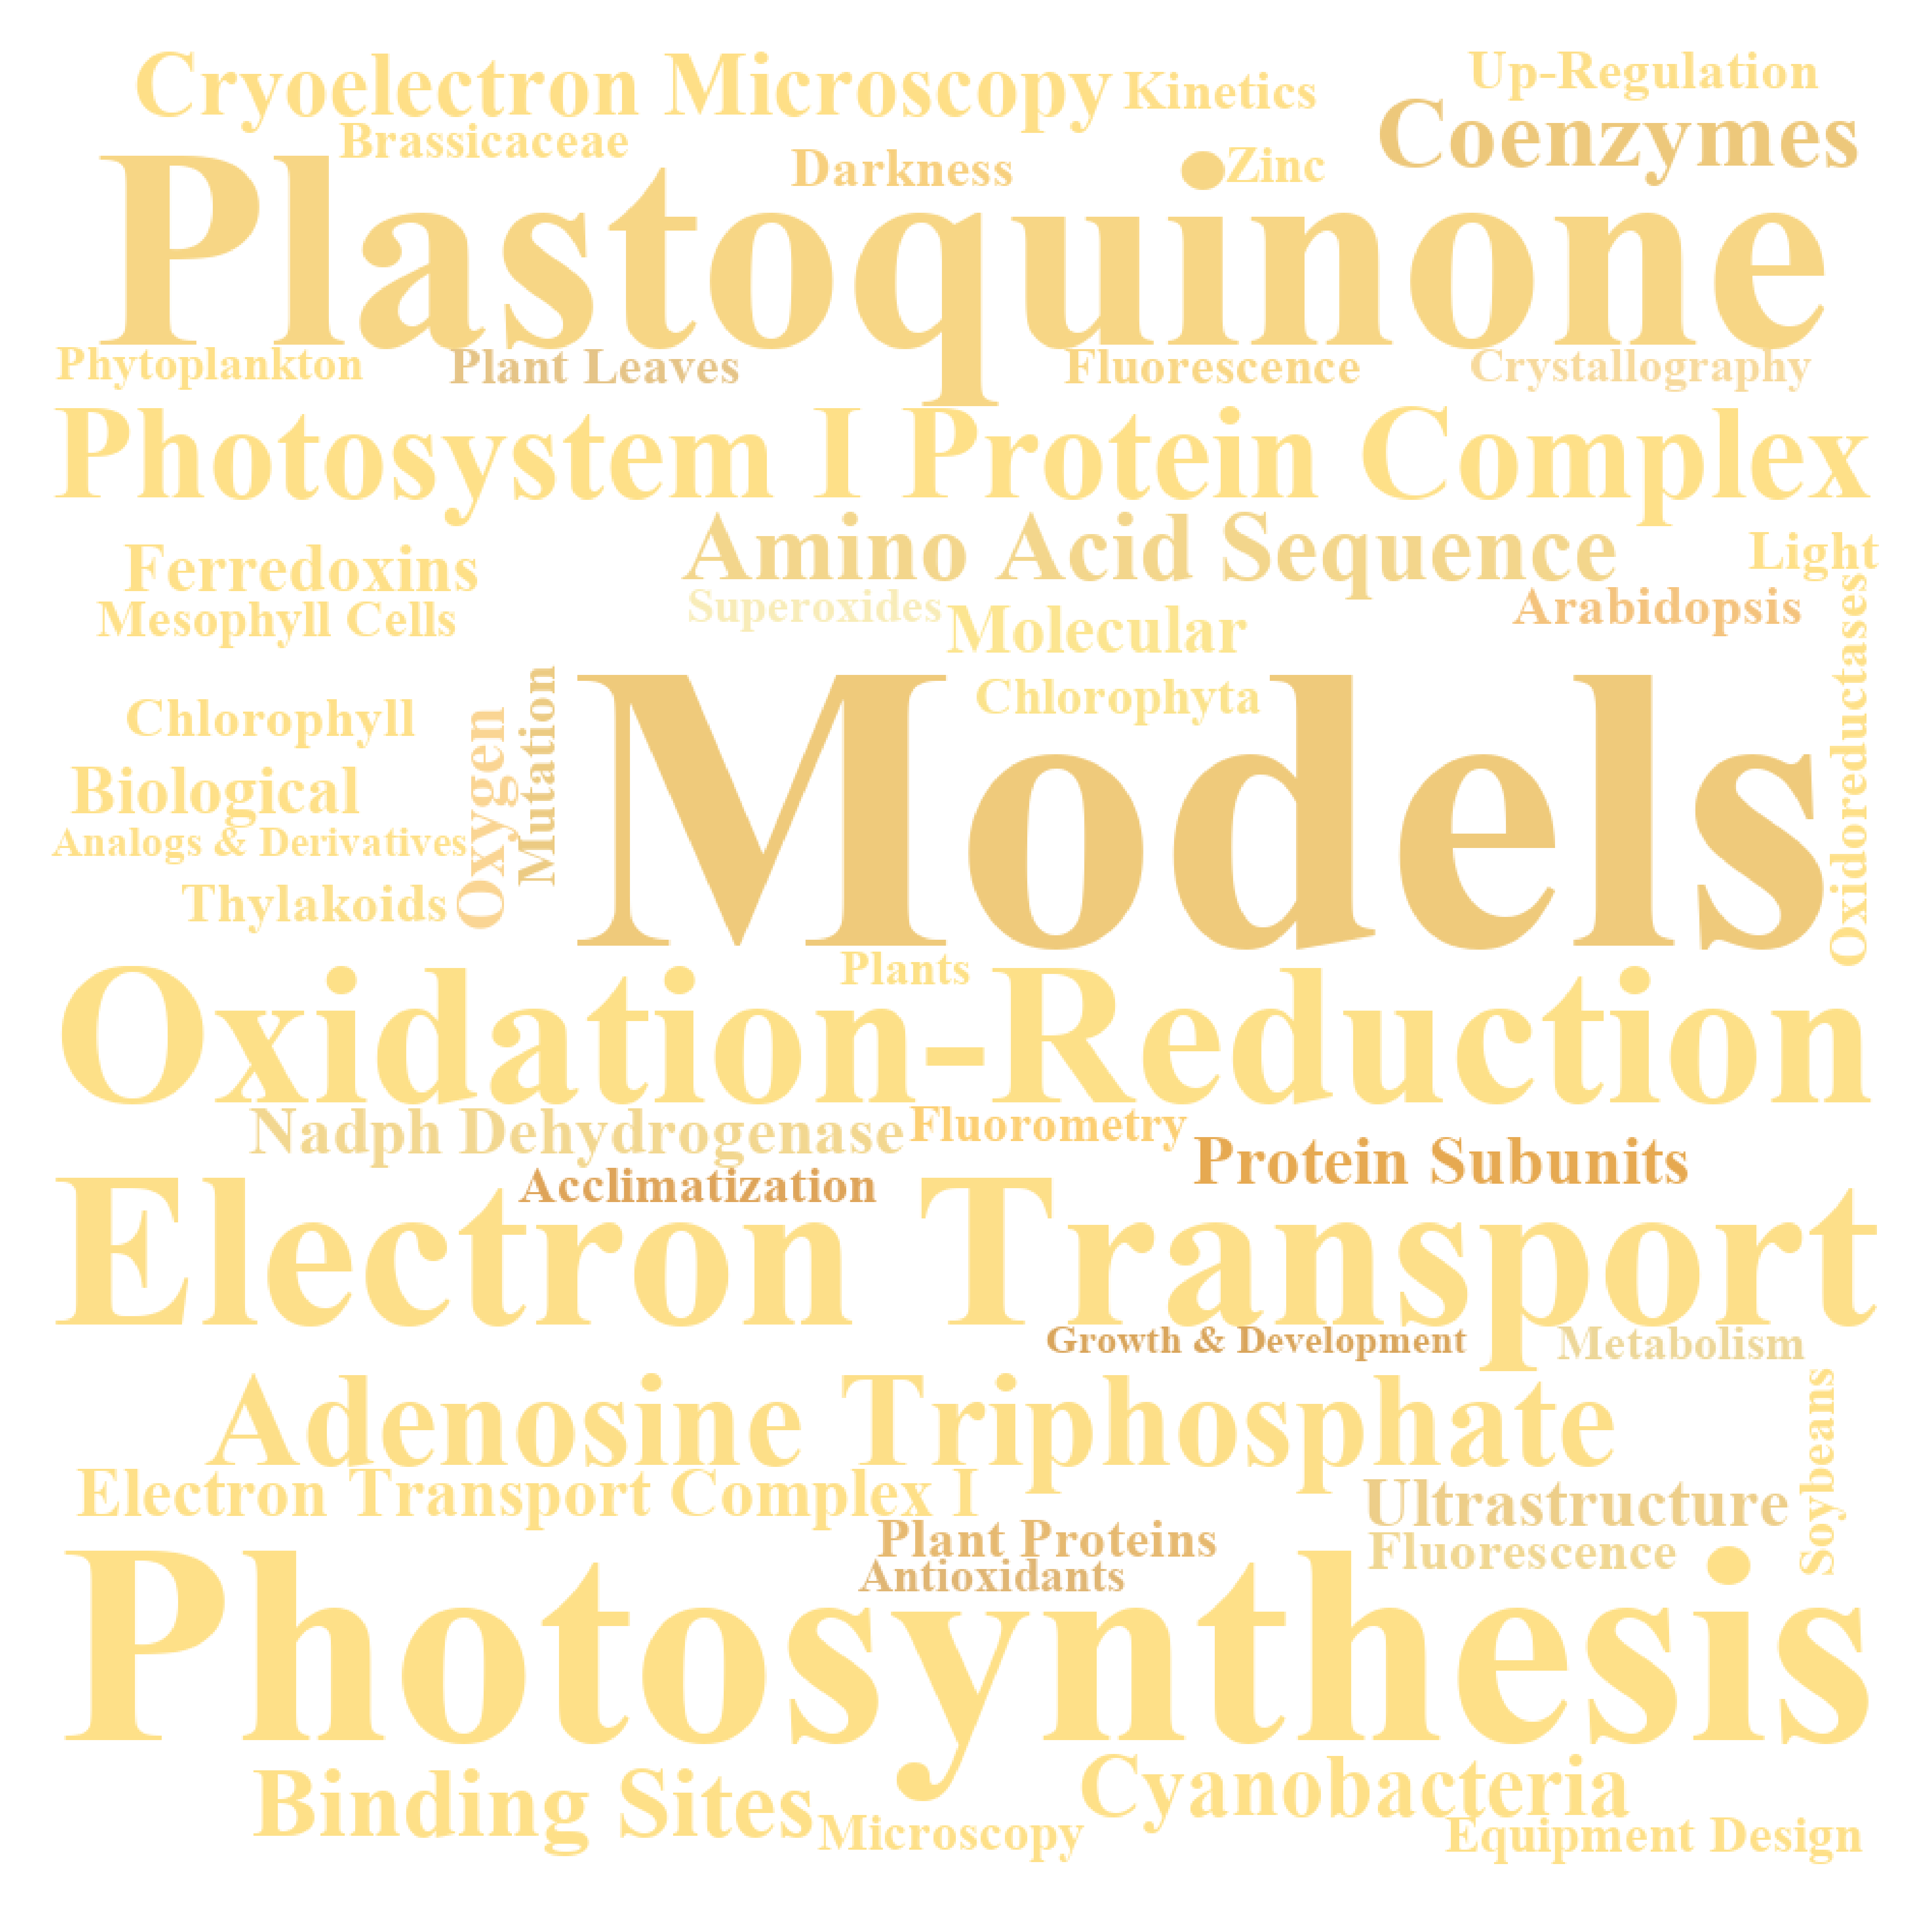 Cryoelectron Microscopy
Kinetics
Up-Regulation
Coenzymes
Brassicaceae
Darkness
Zinc
Plastoquinone
Phytoplankton
Plant Leaves
Fluorescence
Crystallography
Photosystem I Protein Complex
Ferredoxins
Amino Acid Sequence
Light
Mesophyll Cells
Superoxides
Molecular
Arabidopsis
Oxidoreductases
Chlorophyll
Oxygen
Mutation
Chlorophyta
Models
Biological
Analogs & Derivatives
Thylakoids
Plants
Oxidation-Reduction
Nadph Dehydrogenase
Fluorometry
Protein Subunits
Acclimatization
Electron Transport
Growth & Development
Metabolism
Adenosine Triphosphate
Soybeans
Electron Transport Complex I
Ultrastructure
Plant Proteins
Fluorescence
Antioxidants
Photosynthesis
Binding Sites
Cyanobacteria
Microscopy
Equipment Design